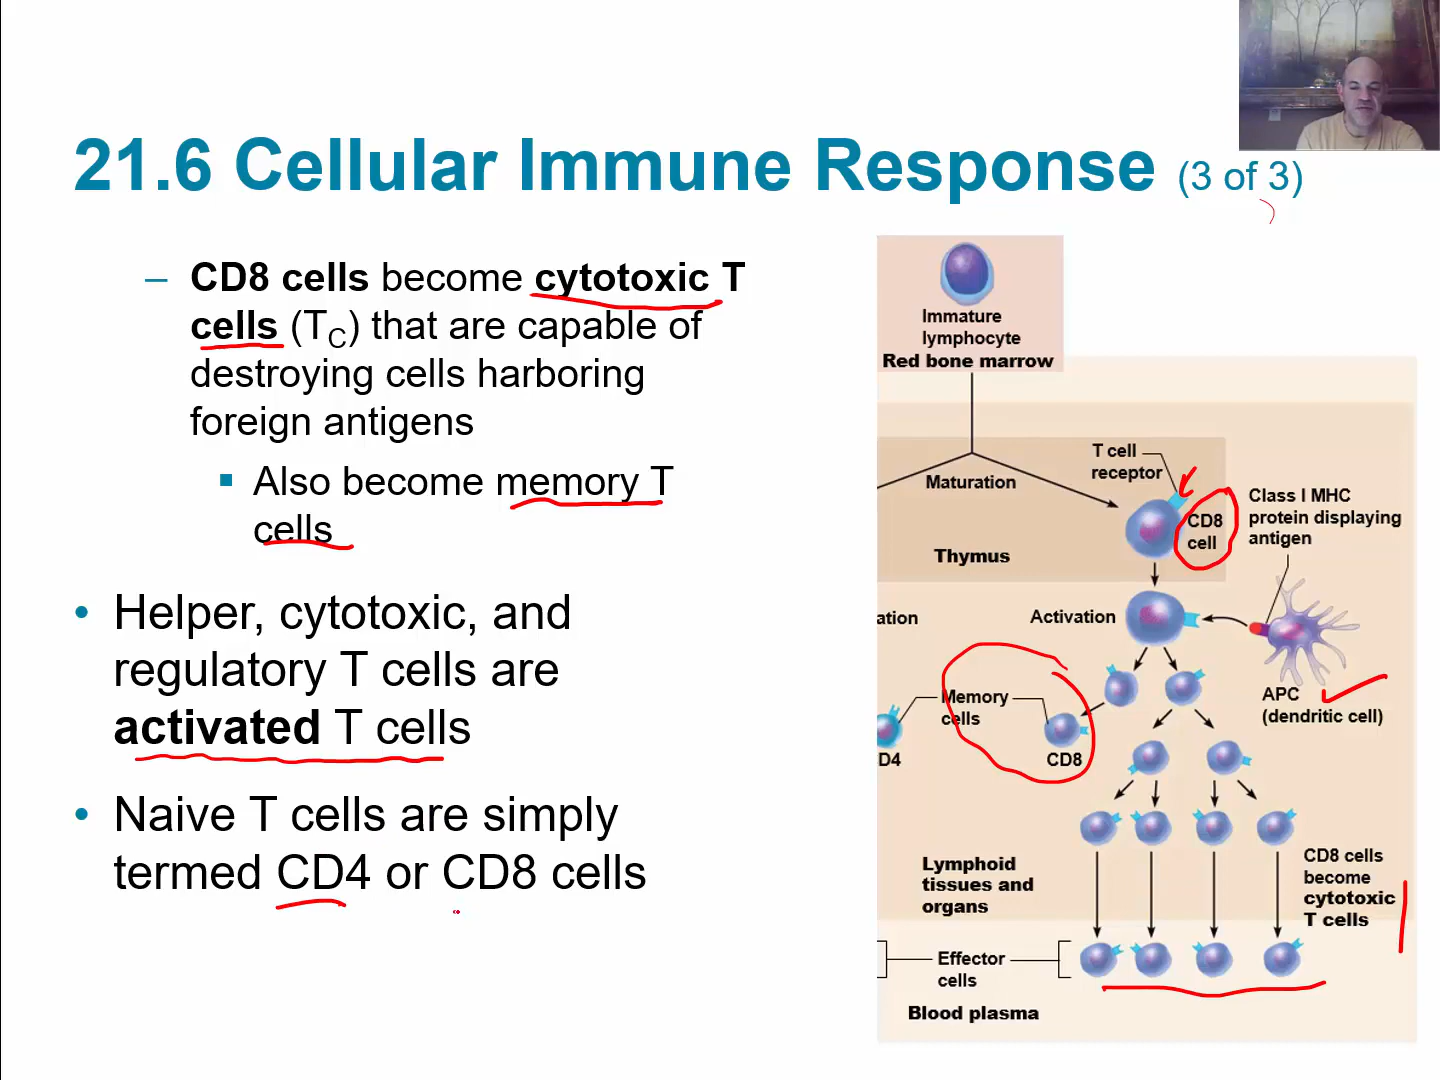 21.6 Cellular Immune Response (3 of 3)
– CD8 cells become cytotoxic T
cells (TC) that are capable of
destroying cells harboring
foreign antigens
▪ Also become memory T
cells
• Helper, cytotoxic, and
regulatory T cells are
activated T cells
• Naive T cells are simply
termed CD4 or CD8 cells
Immature
lymphocyte
Red bone marrow
T cell
receptor
Maturation
CD8
cell
Class I MHC
protein displaying
antigen
Thymus
ation
Activation
APC
(dendritic cell)
Memory
cells
D4
CD8
Lymphoid
tissues and
organs
CD8 cells
become
cytotoxic
T cells
Effector
cells
Blood plasma